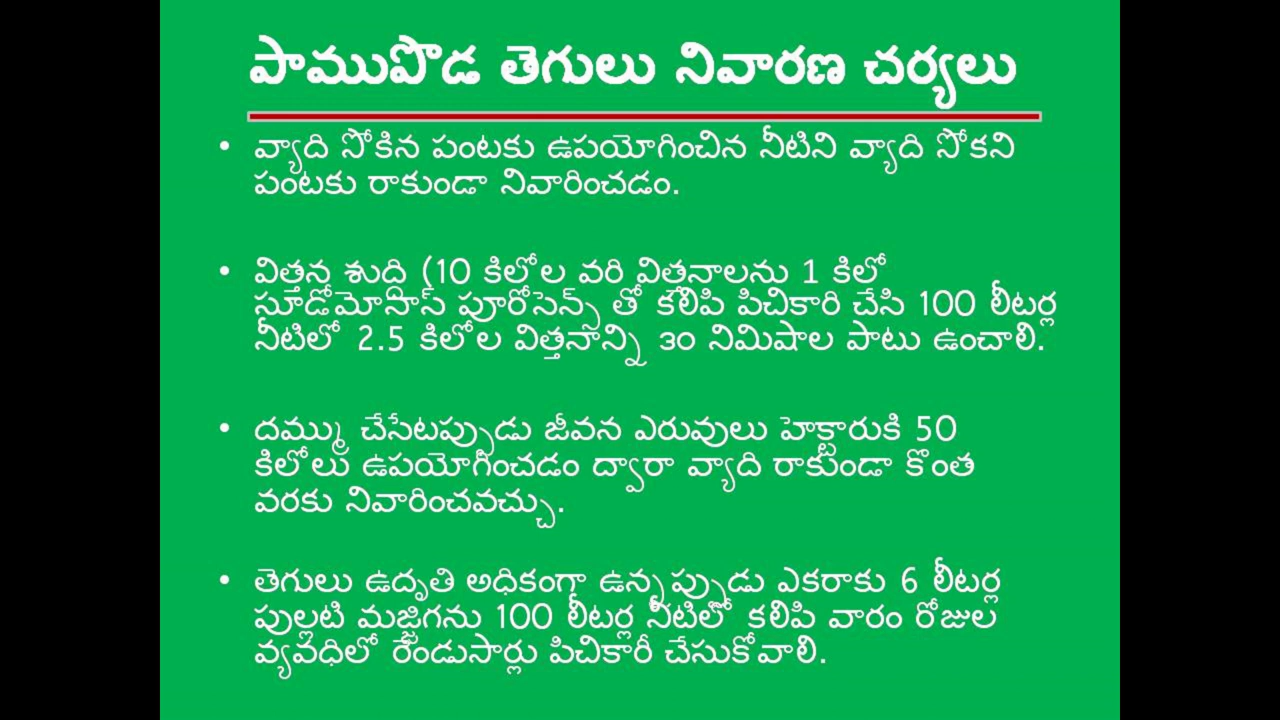 పాముపొడ తెగులు నివారణ చర్యలు
• వ్యాది సోకిన పంటకు ఉపయోగించిన నీటిని వ్యాది సోకని
పంటకు రాకుండా నివారించడం.
• విత్తన శుద్ది (10 కిలోల వరి విత్తనాలను 1 కిలో
సూడోమోనాస్ పూరోసెన్స్ తో కలిపి పిచికారి చేసి 100 లీటర్ల
నీటిలో 2.5 కిలోల విత్తనాన్ని 30 నిమిషాల పాటు ఉంచాలి.
• దమ్ము చేసేటప్పుడు జీవన ఎరువులు హెక్టారుకి 50
కిలోలు ఉపయోగించడం ద్వారా వ్యాది రాకుండా కొంత
వరకు నివారించవచ్చు.
• తెగులు ఉదృతి అధికంగా ఉన్నప్పుడు ఎకరాకు 6 లీటర్ల
పుల్లటి మజ్జిగను 100 లీటర్ల నీటిలో కలిపి వారం రోజుల
వ్యవధిలో రెండుసార్లు పిచికారీ చేసుకోవాలి.